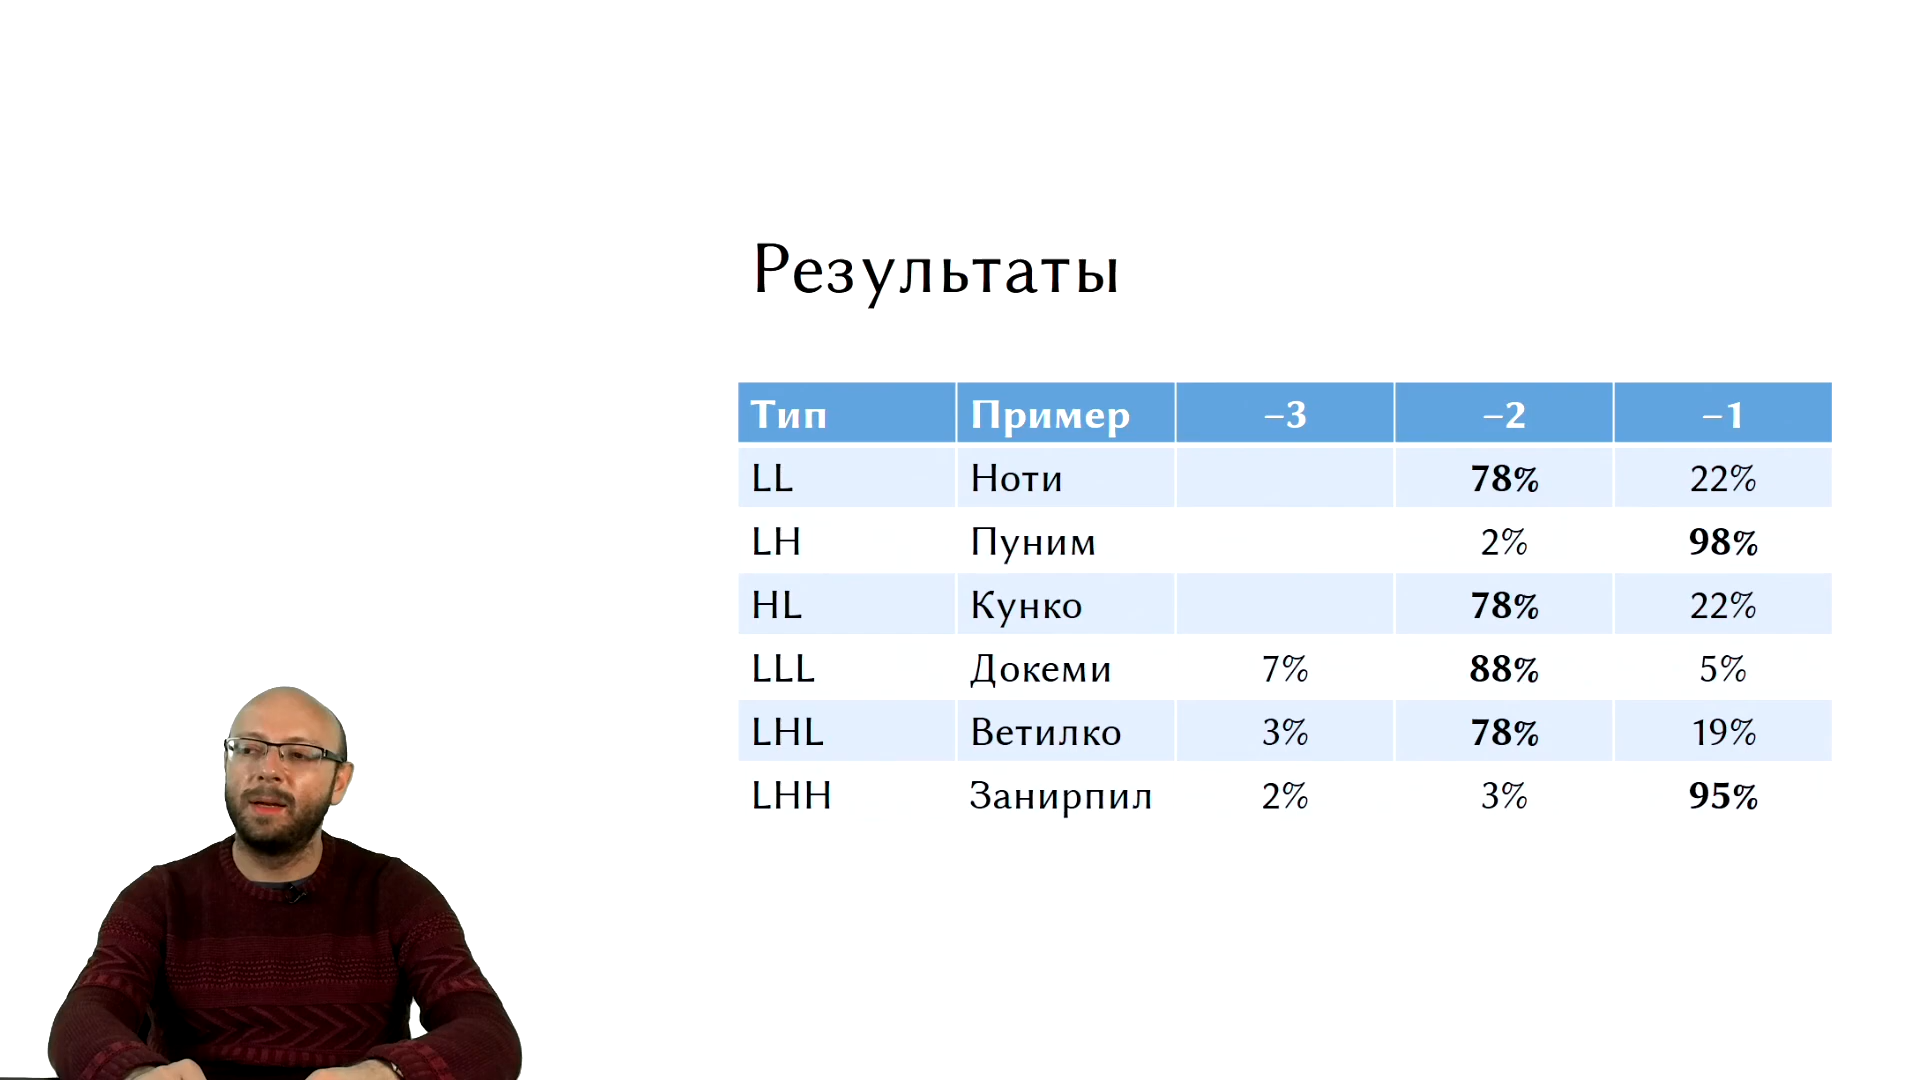 Результаты
Тип Пример –3 –2 –1
LL Ноти 78% 22%
LH Пуним 2% 98%
HL Кунко 78% 22%
LLL Докеми 7% 88% 5%
LHL Ветилко 3% 78% 19%
LHH Занирпил 2% 3% 95%